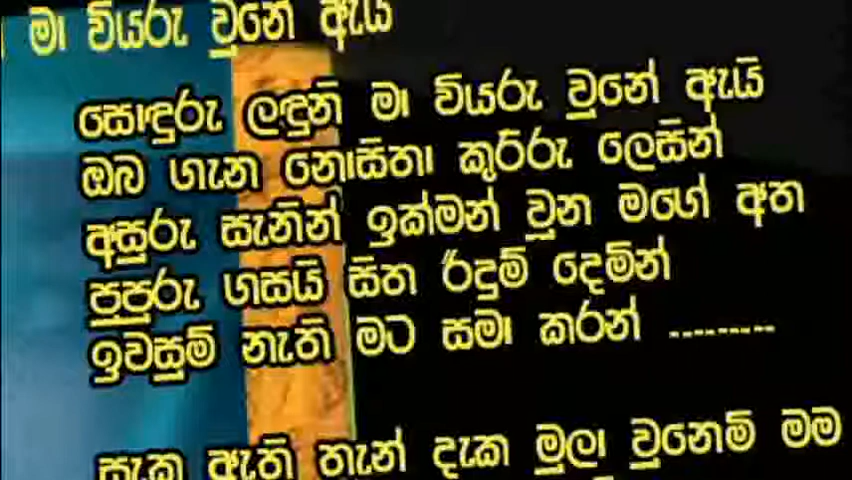 මා වියරු වූනේ ඇයි
සොඳුරු ලඳුනි මා වියරු වූනේ ඇයි
ඔබ ගැන නොසිතා කුරිරු ලෙසින්
අසුරු සැනින් ඉක්මන් වූන මගේ අත
පුපුරු ගසයි සිත රිදුම් දෙමින්
ඉවසුම් නැති මට සමා කරන් ---------
සැක ඇති තැන් දැක මුලා වූනෙමි මම